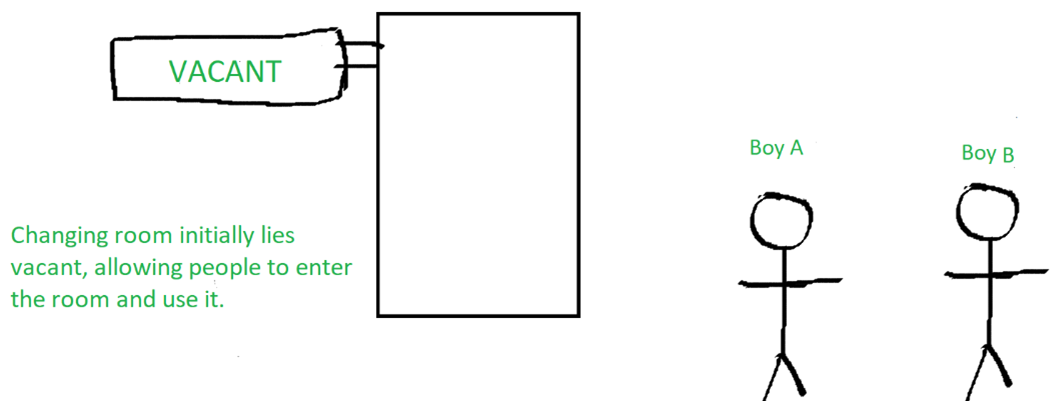 VACANT
Boy A
Boy B
Changing room initially lies
vacant, allowing people to enter
the room and use it.